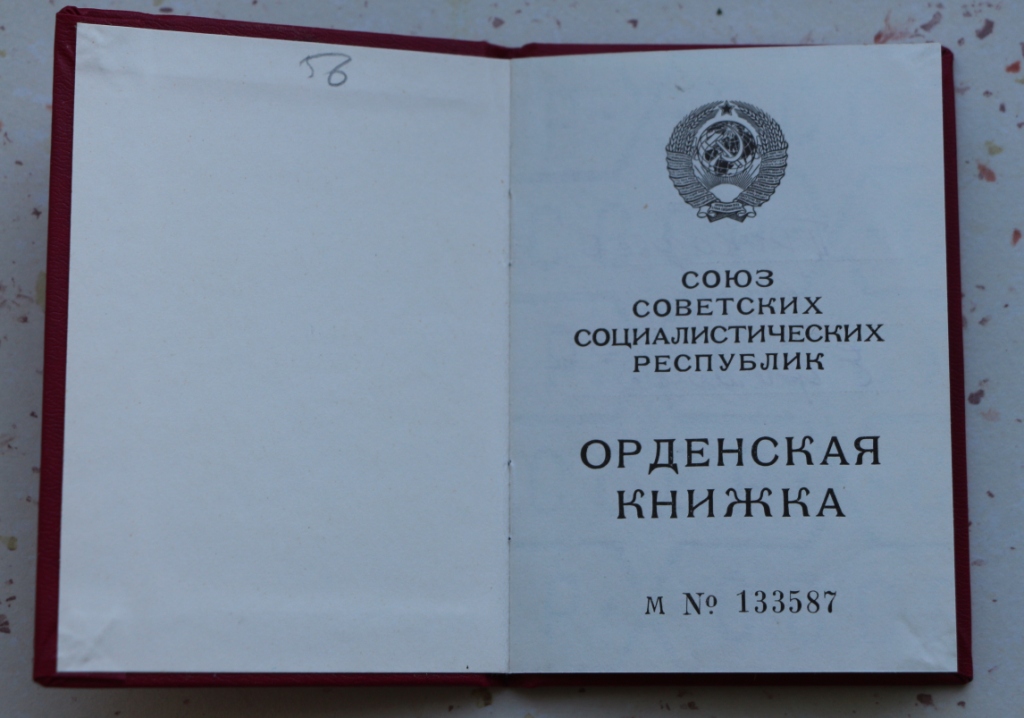 56
СОЮЗ
СОВЕТСКИХ
СОЦИАЛИСТИЧЕСКИХ
РЕСПУБЛИК
ОРДЕНСКАЯ
КНИЖКА
М № 133587